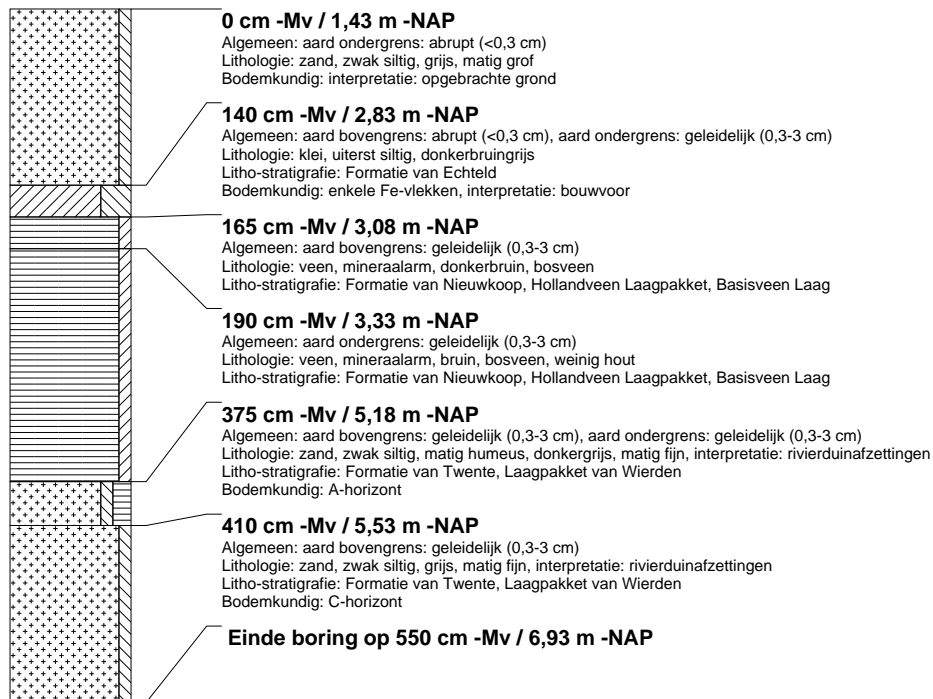 0 cm -Mv / 1,43 m -NAP
Algemeen: aard ondergrens: abrupt (<0,3 cm)
Lithologie: zand, zwak siltig, grijs, matig grof
Bodemkundig: interpretatie: opgebrachte grond
140 cm -Mv / 2,83 m -NAP
Algemeen: aard bovengrens: abrupt (<0,3 cm), aard ondergrens: geleidelijk (0,3-3 cm)
Lithologie: klei, uiterst siltig, donkerbruingrijs
Litho-stratigrafie: Formatie van Echteld
Bodemkundig: enkele Fe-vlekken, interpretatie: bouwvoor
165 cm -Mv / 3,08 m -NAP
Algemeen: aard bovengrens: geleidelijk (0,3-3 cm)
Lithologie: veen, mineraalarm, donkerbruin, bosveen
Litho-stratigrafie: Formatie van Nieuwkoop, Hollandveen Laagpakket, Basisveen Laag
190 cm -Mv / 3,33 m -NAP
Algemeen: aard ondergrens: geleidelijk (0,3-3 cm)
Lithologie: veen, mineraalarm, bruin, bosveen, weinig hout
Litho-stratigrafie: Formatie van Nieuwkoop, Hollandveen Laagpakket, Basisveen Laag
375 cm -Mv / 5,18 m -NAP
Algemeen: aard bovengrens: geleidelijk (0,3-3 cm), aard ondergrens: geleidelijk (0,3-3 cm)
Lithologie: zand, zwak siltig, matig humeus, donkergrijs, matig fijn, interpretatie: rivierduinafzettingen
Litho-stratigrafie: Formatie van Twente, Laagpakket van Wierden
Bodemkundig: A-horizont
410 cm -Mv / 5,53 m -NAP
Algemeen: aard bovengrens: geleidelijk (0,3-3 cm)
Lithologie: zand, zwak siltig, grijs, matig fijn, interpretatie: rivierduinafzettingen
Litho-stratigrafie: Formatie van Twente, Laagpakket van Wierden
Bodemkundig: C-horizont
Einde boring op 550 cm -Mv / 6,93 m -NAP